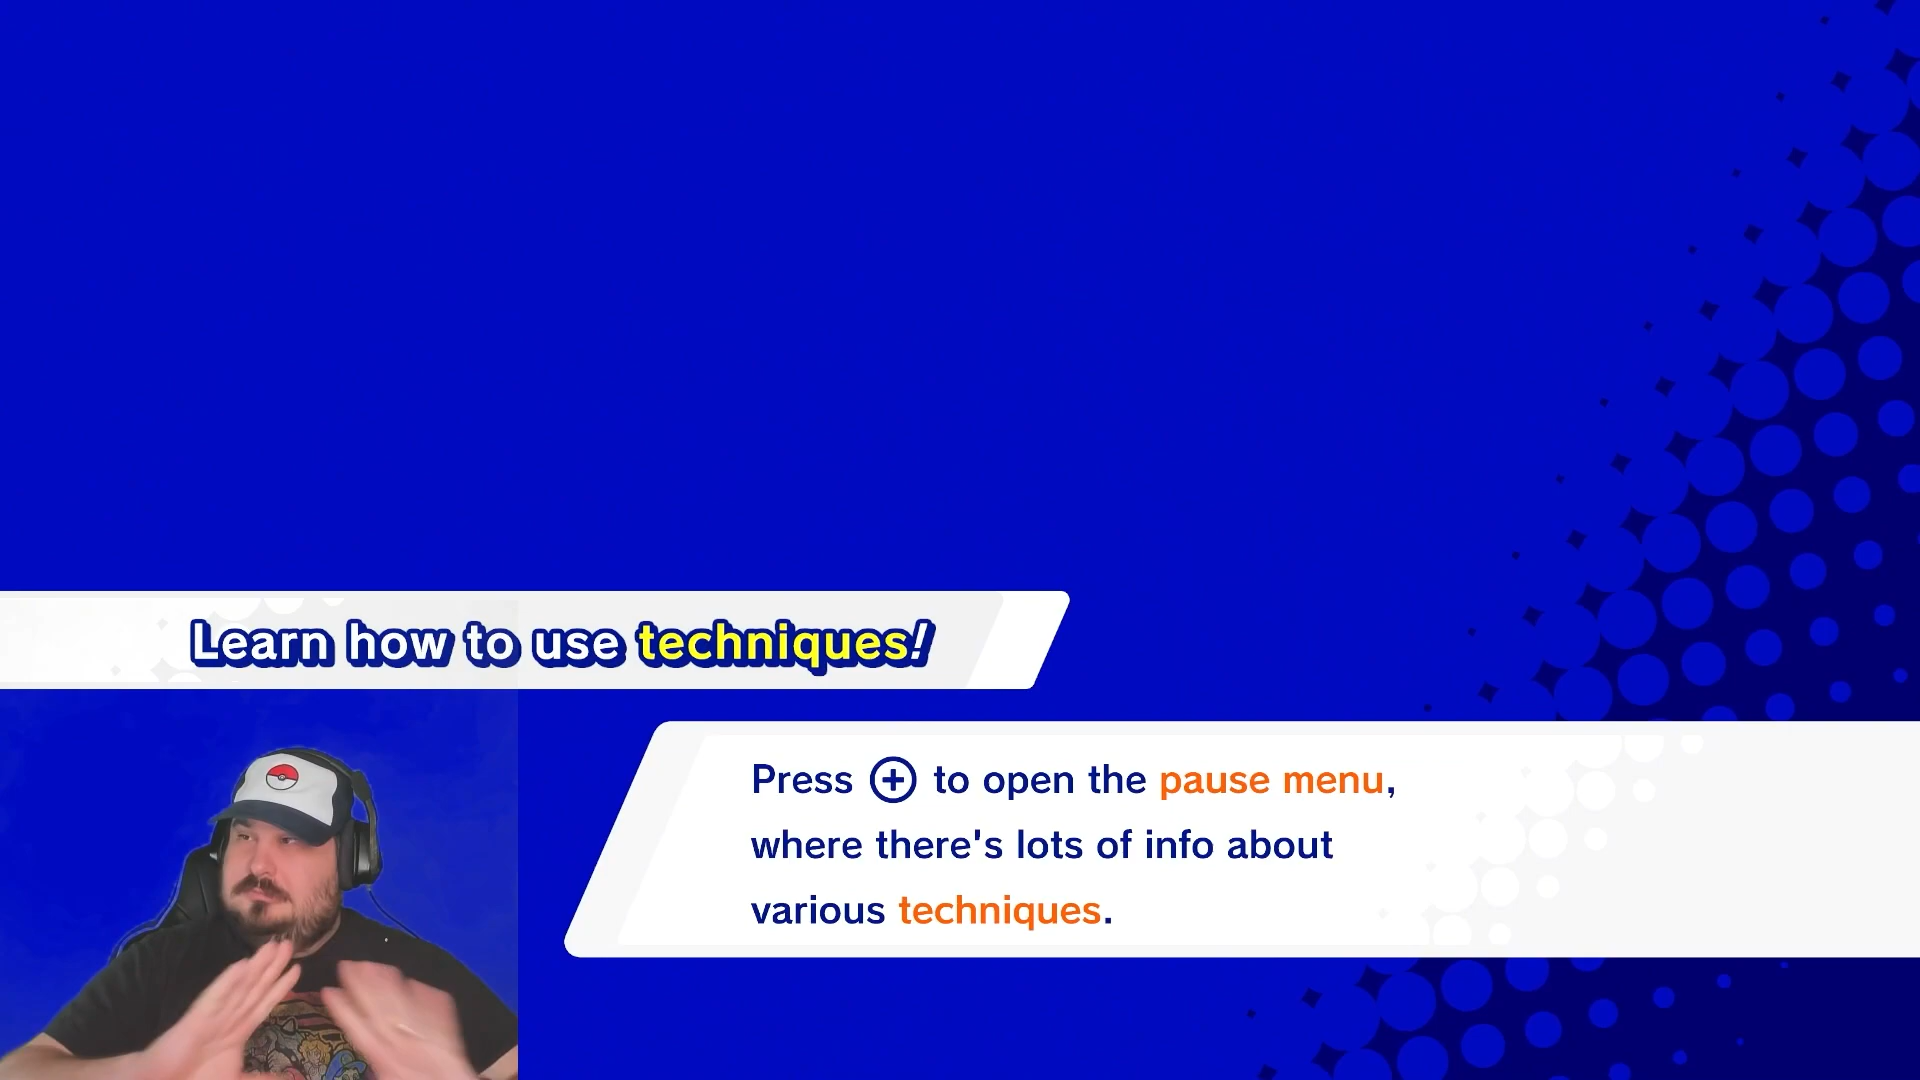 Learn how to use techniques!
Press + to open the pause menu,
where there's lots of info about
various techniques.